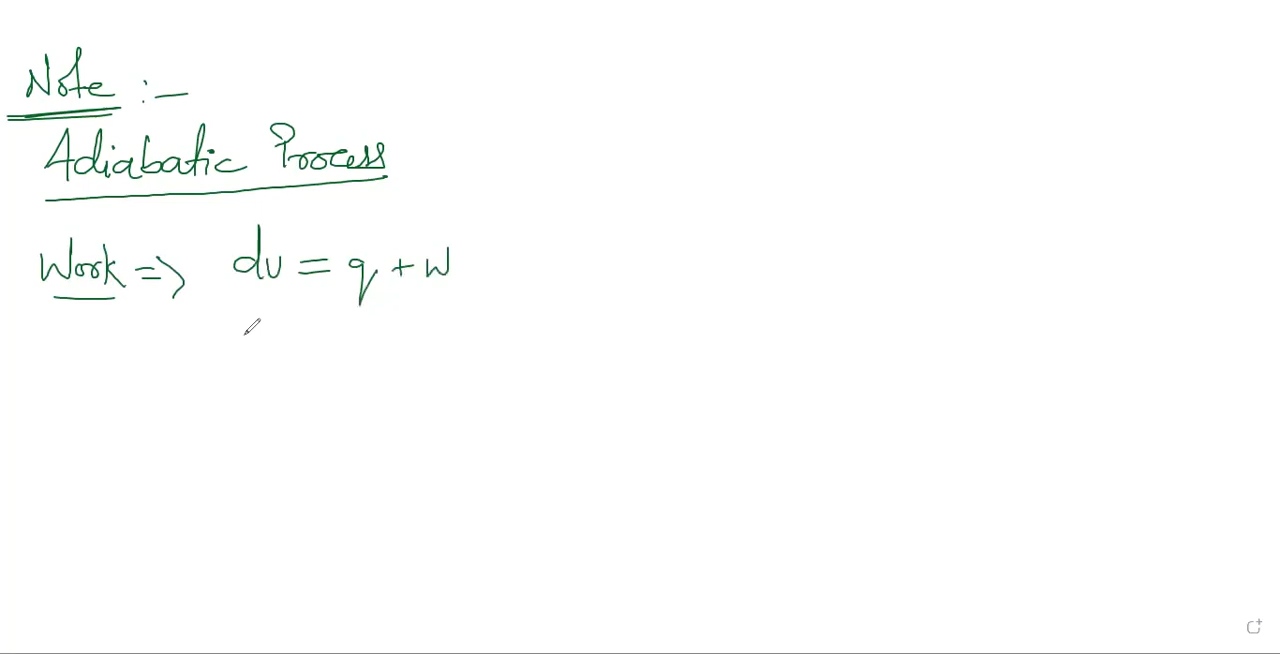 Note :-
Adiabatic Process
Work => du = q + w